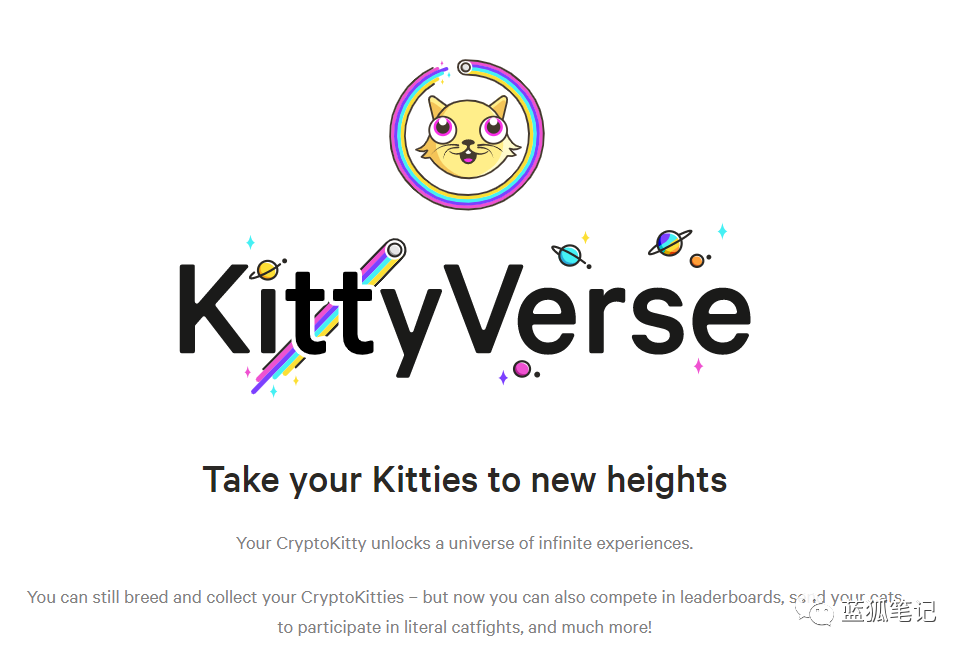 KittyVerse
Take your Kitties to new heights
Your CryptoKitty unlocks a universe of infinite experiences.
You can still breed and collect your CryptoKitties – but now you can also compete in leaderboards, send your cats
to participate in literal catfights, and much more!
蓝狐笔记